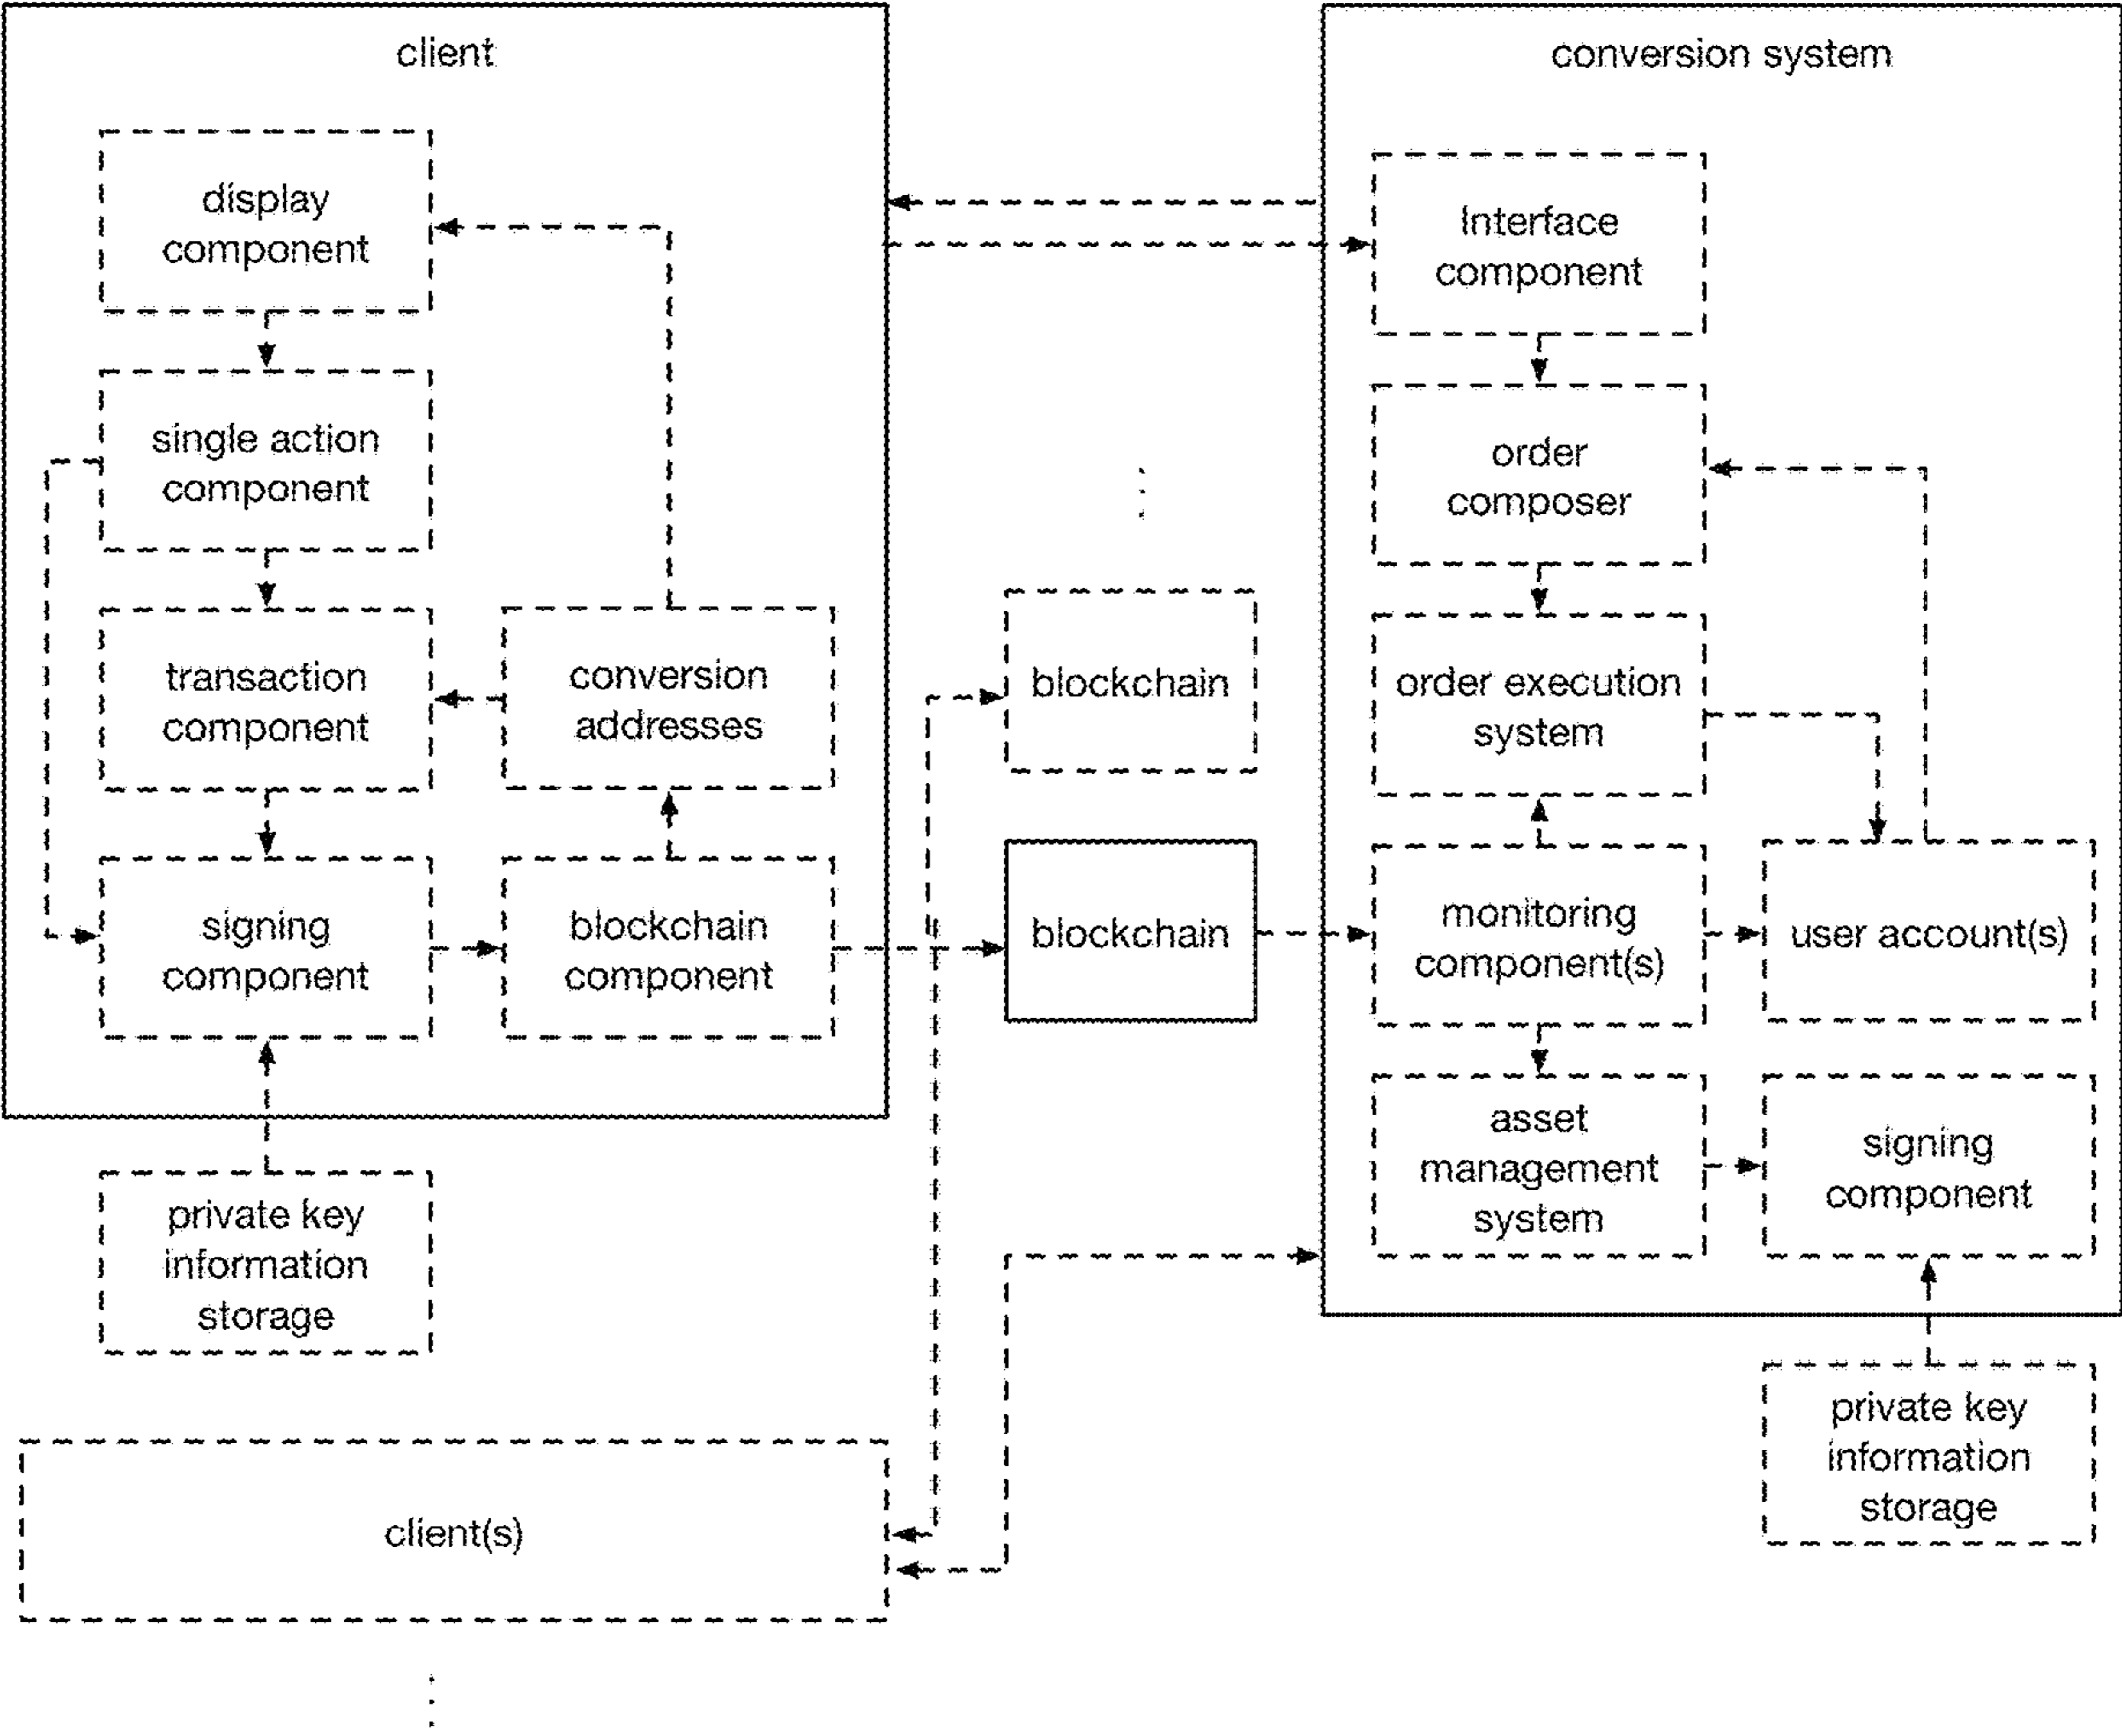 client
display
component
single action
component
transaction
component
conversion
addresses
signing
component
blockchain
component
private key
information
storage
client(s)
blockchain
blockchain
conversion system
Interface
component
order
composer
order execution
system
monitoring
component(s)
user account(s)
asset
management
system
signing
component
private key
information
storage